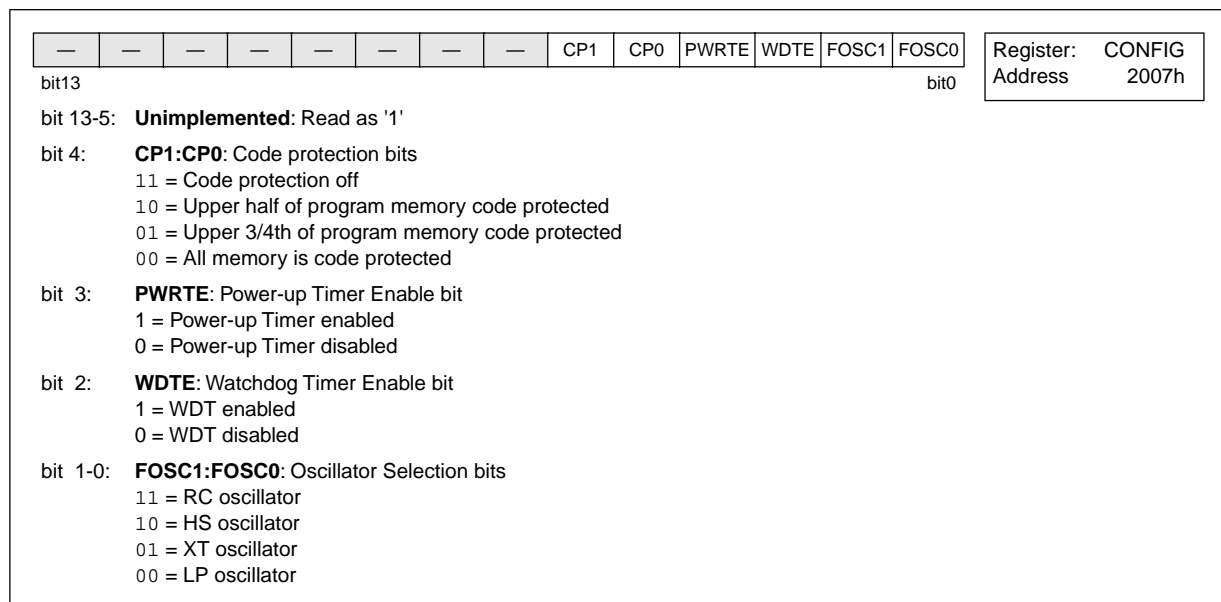 — — — — — — — — CP1 CP0 PWRTE WDTE FOSC1 FOSC0
bit13 bit0
Register: CONFIG
Address 2007h
bit 13-5: Unimplemented: Read as '1'
bit 4: CP1:CP0: Code protection bits
11 = Code protection off
10 = Upper half of program memory code protected
01 = Upper 3/4th of program memory code protected
00 = All memory is code protected
bit 3: PWRTE: Power-up Timer Enable bit
1 = Power-up Timer enabled
0 = Power-up Timer disabled
bit 2: WDTE: Watchdog Timer Enable bit
1 = WDT enabled
0 = WDT disabled
bit 1-0: FOSC1:FOSC0: Oscillator Selection bits
11 = RC oscillator
10 = HS oscillator
01 = XT oscillator
00 = LP oscillator